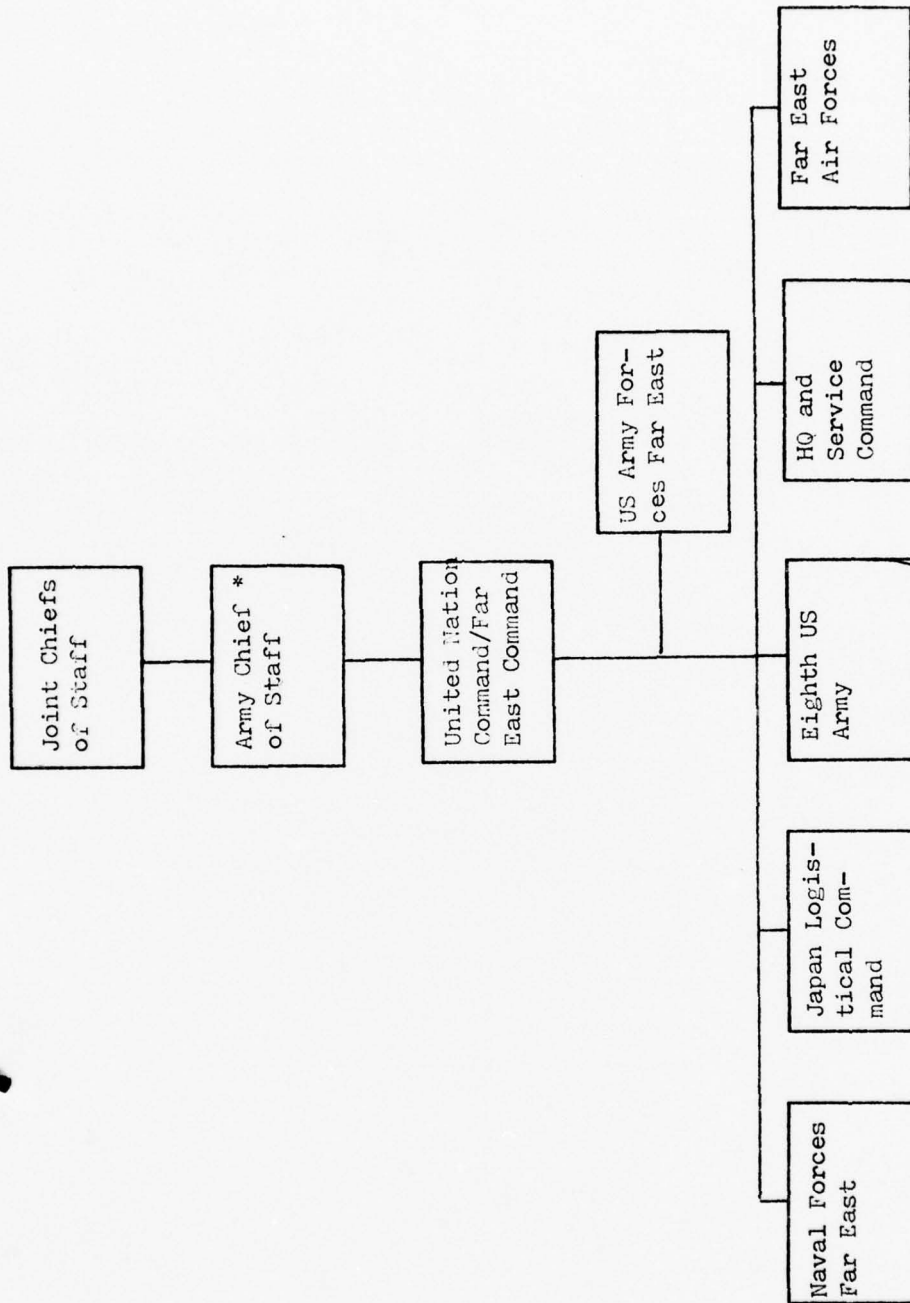 Joint Chiefs
of Staff
Army Chief *
of Staff
United Nation
Command/Far
East Command
US Army For-
ces Far East
Naval Forces
Far East
Japan Logis-
tical Com-
mand
Eighth US
Army
HQ and
Service
Command
Far East
Air Forces